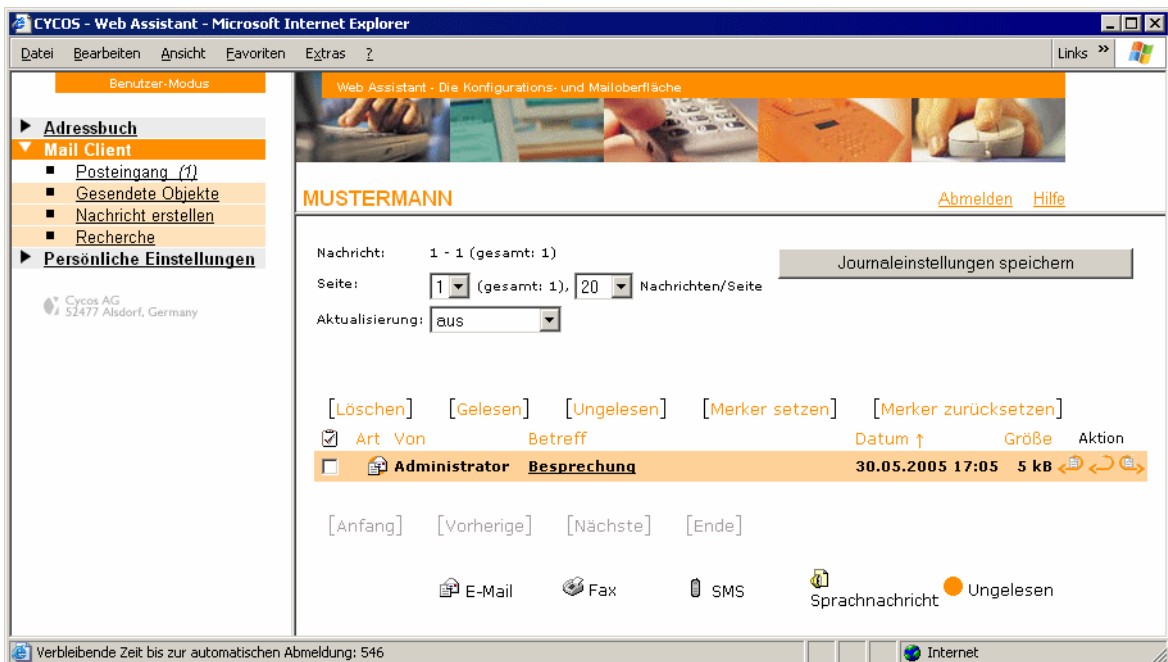 CYCOS - Web Assistant - Microsoft Internet Explorer
Datei Bearbeiten Ansicht Favoriten Extras ? Links »
Benutzer-Modus
Adressbuch
Mail Client
Posteingang (1)
Gesendete Objekte
Nachricht erstellen
Recherche
Persönliche Einstellungen
Cycos AG
52477 Alsdorf, Germany
Web Assistant - Die Konfigurations- und Mailoberfläche
MUSTERMANN Abmelden Hilfe
Nachricht: 1 - 1 (gesamt: 1)
Journaleinstellungen speichern
Seite: 1 (gesamt: 1), 20 Nachrichten/Seite
Aktualisierung: aus
[Löschen] [Gelesen] [Ungelesen] [Merker setzen] [Merker zurücksetzen]
Art Von Betreff Datum ↑ Größe Aktion
Administrator Besprechung 30.05.2005 17:05 5 kB
[Anfang] [Vorherige] [Nächste] [Ende]
E-Mail Fax SMS Sprachnachricht Ungelesen
Verbleibende Zeit bis zur automatischen Abmeldung: 546 Internet